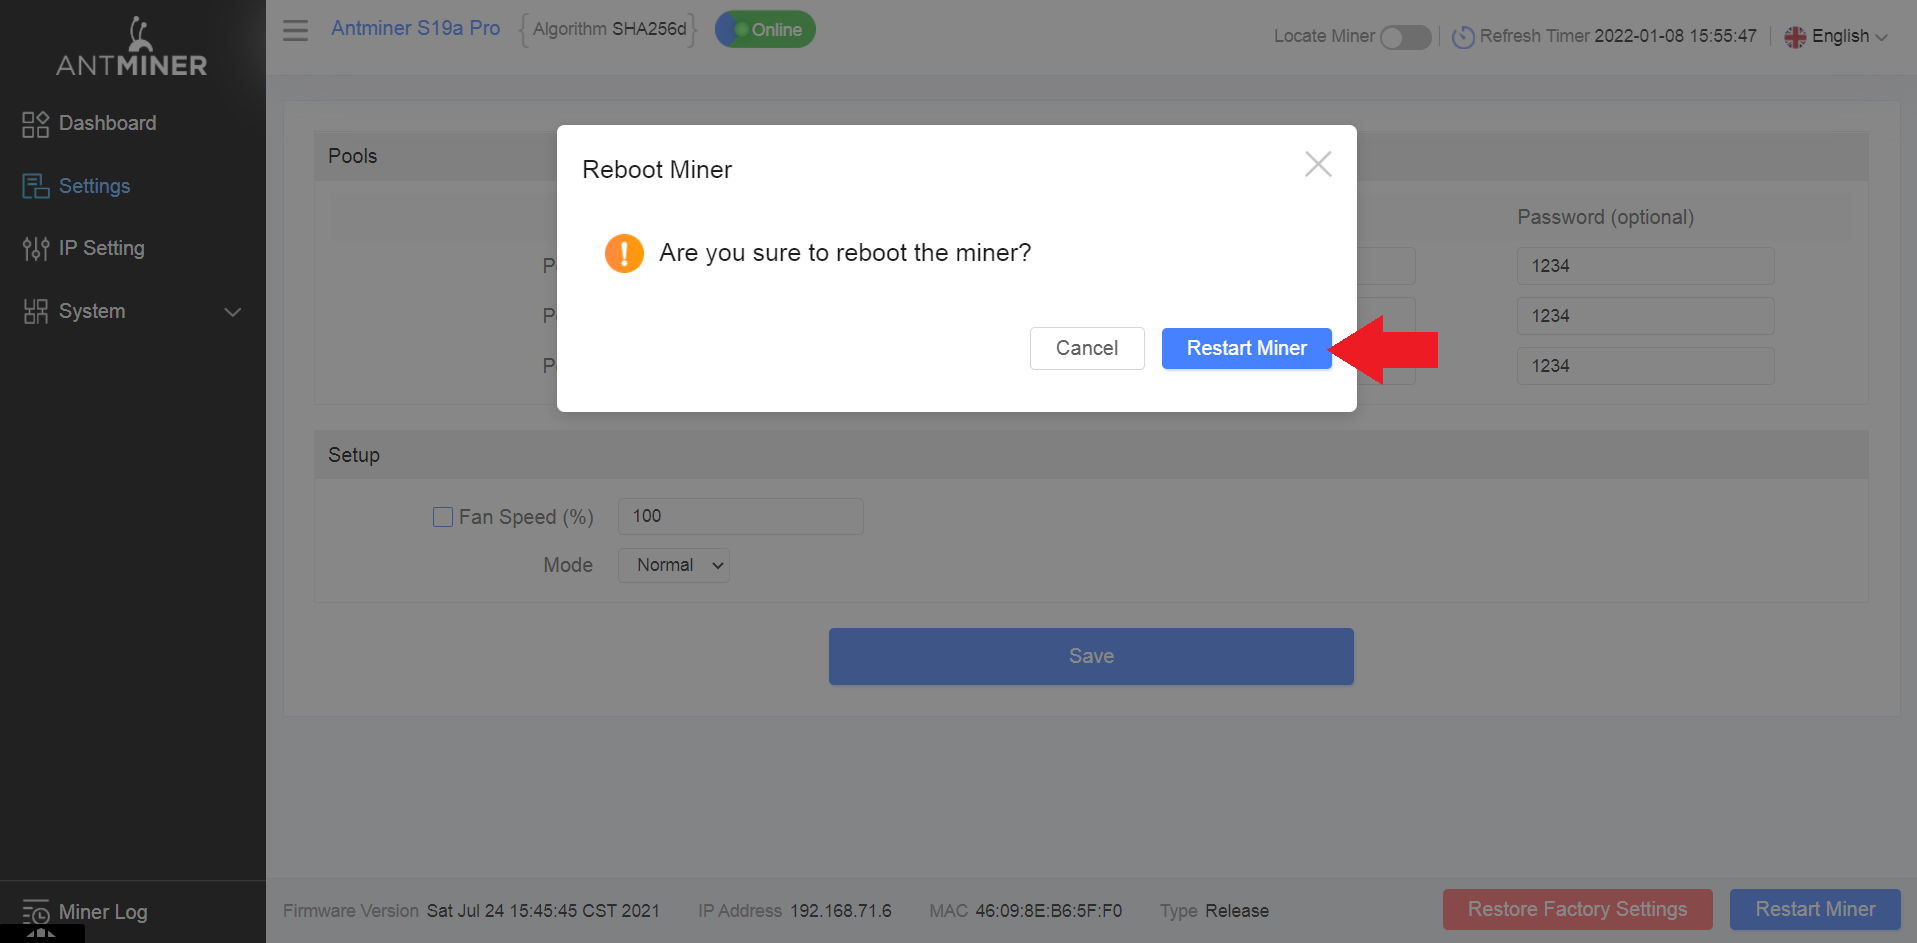 ANTMINER
Antminer S19a Pro
Algorithm SHA256d
Online
Locate Miner
Refresh Timer 2022-01-08 15:55:47
English
Dashboard
Settings
IP Setting
System
Pools
Password (optional)
1234
1234
1234
Reboot Miner
Are you sure to reboot the miner?
Cancel
Restart Miner
Setup
Fan Speed (%)
100
Mode
Normal
Save
Miner Log
Firmware Version Sat Jul 24 15:45:45 CST 2021
IP Address 192.168.71.6
MAC 46:09:8E:B6:5F:F0
Type Release
Restore Factory Settings
Restart Miner